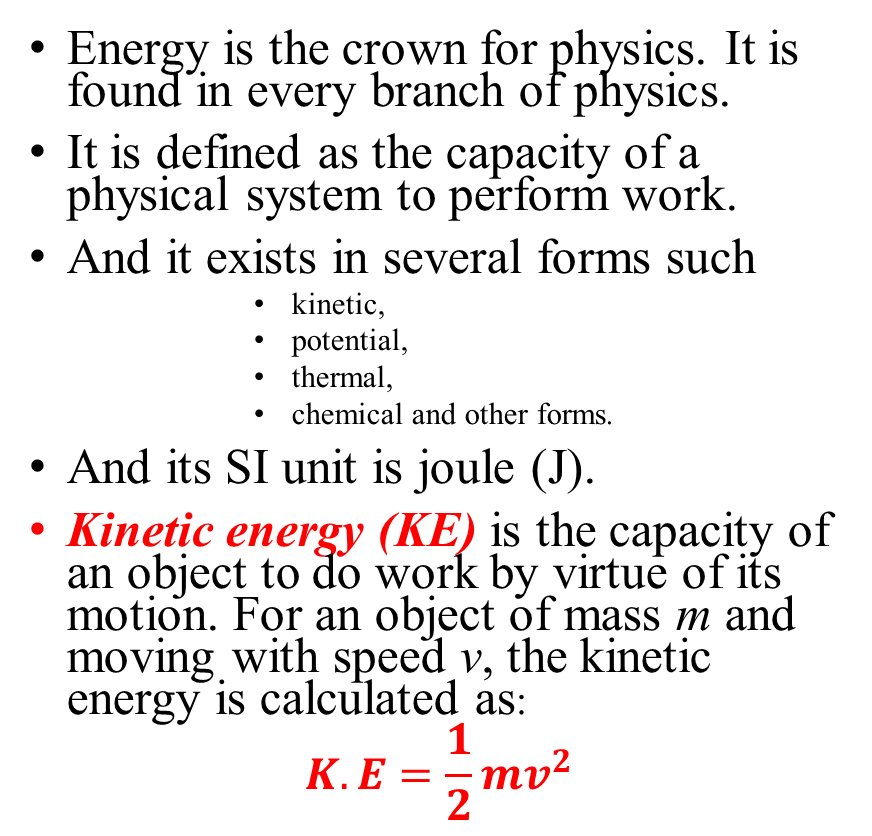 • Energy is the crown for physics. It is
found in every branch of physics.
• It is defined as the capacity of a
physical system to perform work.
• And it exists in several forms such
• kinetic,
• potential,
• thermal,
• chemical and other forms.
• And its SI unit is joule (J).
• Kinetic energy (KE) is the capacity of
an object to do work by virtue of its
motion. For an object of mass m and
moving with speed v, the kinetic
energy is calculated as:
K.E = 1/2 mv²